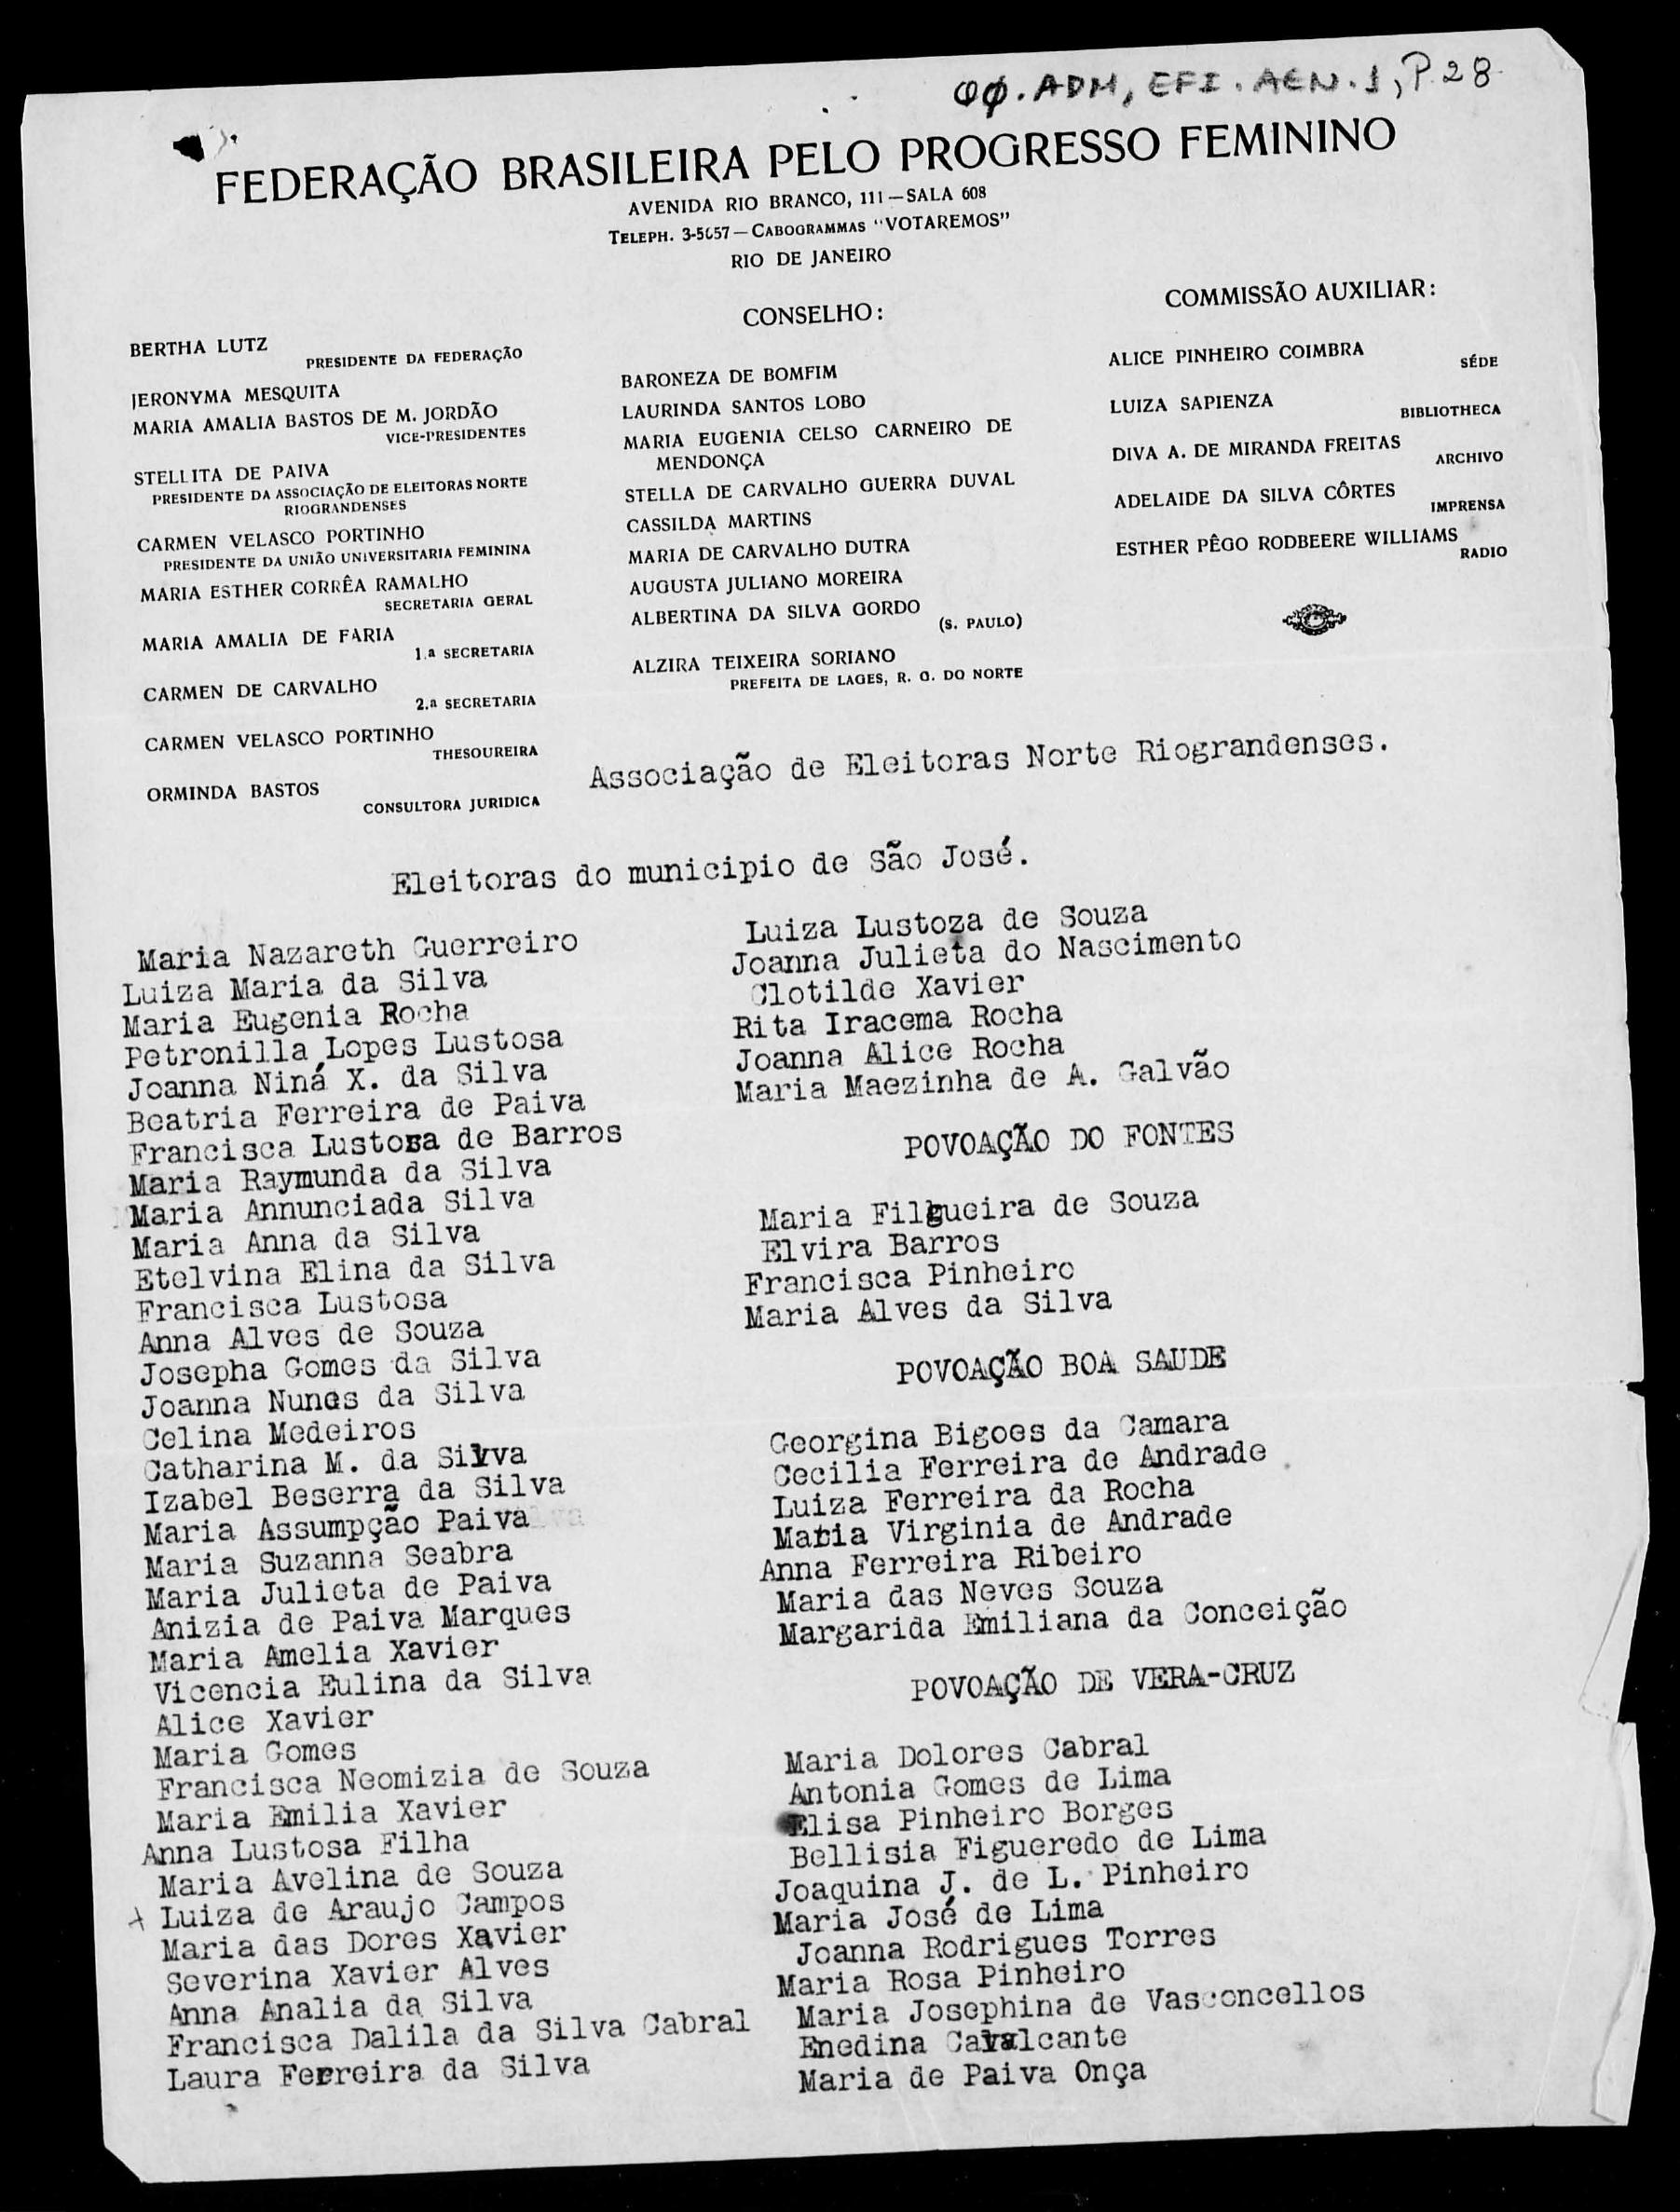 QØ.ADM, EFI.AEN.1, P.28
FEDERAÇÃO BRASILEIRA PELO PROGRESSO FEMININO
AVENIDA RIO BRANCO, 111 — SALA 608
TELEPH. 3-5057 — CABOGRAMMAS "VOTAREMOS"
RIO DE JANEIRO
BERTHA LUTZ
PRESIDENTE DA FEDERAÇÃO
JERONYMA MESQUITA
MARIA AMALIA BASTOS DE M. JORDÃO
VICE-PRESIDENTES
STELLITA DE PAIVA
PRESIDENTE DA ASSOCIAÇÃO DE ELEITORAS NORTE
RIOGRANDENSES
CARMEN VELASCO PORTINHO
PRESIDENTE DA UNIÃO UNIVERSITARIA FEMININA
MARIA ESTHER CORRÊA RAMALHO
SECRETARIA GERAL
MARIA AMALIA DE FARIA
1.a SECRETARIA
CARMEN DE CARVALHO
2.a SECRETARIA
CARMEN VELASCO PORTINHO
THESOUREIRA
ORMINDA BASTOS
CONSULTORA JURIDICA
CONSELHO:
BARONEZA DE BOMFIM
LAURINDA SANTOS LOBO
MARIA EUGENIA CELSO CARNEIRO DE
MENDONÇA
STELLA DE CARVALHO GUERRA DUVAL
CASSILDA MARTINS
MARIA DE CARVALHO DUTRA
AUGUSTA JULIANO MOREIRA
ALBERTINA DA SILVA GORDO
(S. PAULO)
ALZIRA TEIXEIRA SORIANO
PREFEITA DE LAGES, R. G. DO NORTE
COMMISSÃO AUXILIAR:
ALICE PINHEIRO COIMBRA
SÉDE
LUIZA SAPIENZA
BIBLIOTHECA
DIVA A. DE MIRANDA FREITAS
ARCHIVO
ADELAIDE DA SILVA CÔRTES
IMPRENSA
ESTHER PÊGO RODBEERE WILLIAMS
RADIO
Associação de Eleitoras Norte Riograndenses.
Eleitoras do municipio de São José.
Maria Nazareth Guerreiro
Luiza Maria da Silva
Maria Eugenia Rocha
Petronilla Lopes Lustosa
Joanna Niná X. da Silva
Beatria Ferreira de Paiva
Francisca Lustosa de Barros
Maria Raymunda da Silva
Maria Annunciada Silva
Maria Anna da Silva
Etelvina Elina da Silva
Francisca Lustosa
Anna Alves de Souza
Josepha Gomes da Silva
Joanna Nunes da Silva
Celina Medeiros
Catharina M. da Silva
Izabel Beserra da Silva
Maria Assumpção Paiva
Maria Suzanna Seabra
Maria Julieta de Paiva
Anizia de Paiva Marques
Maria Amelia Xavier
Vicencia Eulina da Silva
Alice Xavier
Maria Gomes
Francisca Neomizia de Souza
Maria Emilia Xavier
Anna Lustosa Filha
Maria Avelina de Souza
Luiza de Araujo Campos
Maria das Dores Xavier
Severina Xavier Alves
Anna Analia da Silva
Francisca Dalila da Silva Cabral
Laura Ferreira da Silva
Luiza Lustoza de Souza
Joanna Julieta do Nascimento
Clotilde Xavier
Rita Iracema Rocha
Joanna Alice Rocha
Maria Maezinha de A. Galvão
POVOAÇÃO DO FONTES
Maria Filgueira de Souza
Elvira Barros
Francisca Pinheiro
Maria Alves da Silva
POVOAÇÃO BOA SAUDE
Georgina Bigoes da Camara
Cecilia Ferreira de Andrade
Luiza Ferreira da Rocha
Maria Virginia de Andrade
Anna Ferreira Ribeiro
Maria das Neves Souza
Margarida Emiliana da Conceição
POVOAÇÃO DE VERA-CRUZ
Maria Dolores Cabral
Antonia Gomes de Lima
Elisa Pinheiro Borges
Bellisia Figueredo de Lima
Joaquina J. de L. Pinheiro
Maria José de Lima
Joanna Rodrigues Torres
Maria Rosa Pinheiro
Maria Josephina de Vasconcellos
Enedina Cavalcante
Maria de Paiva Onça